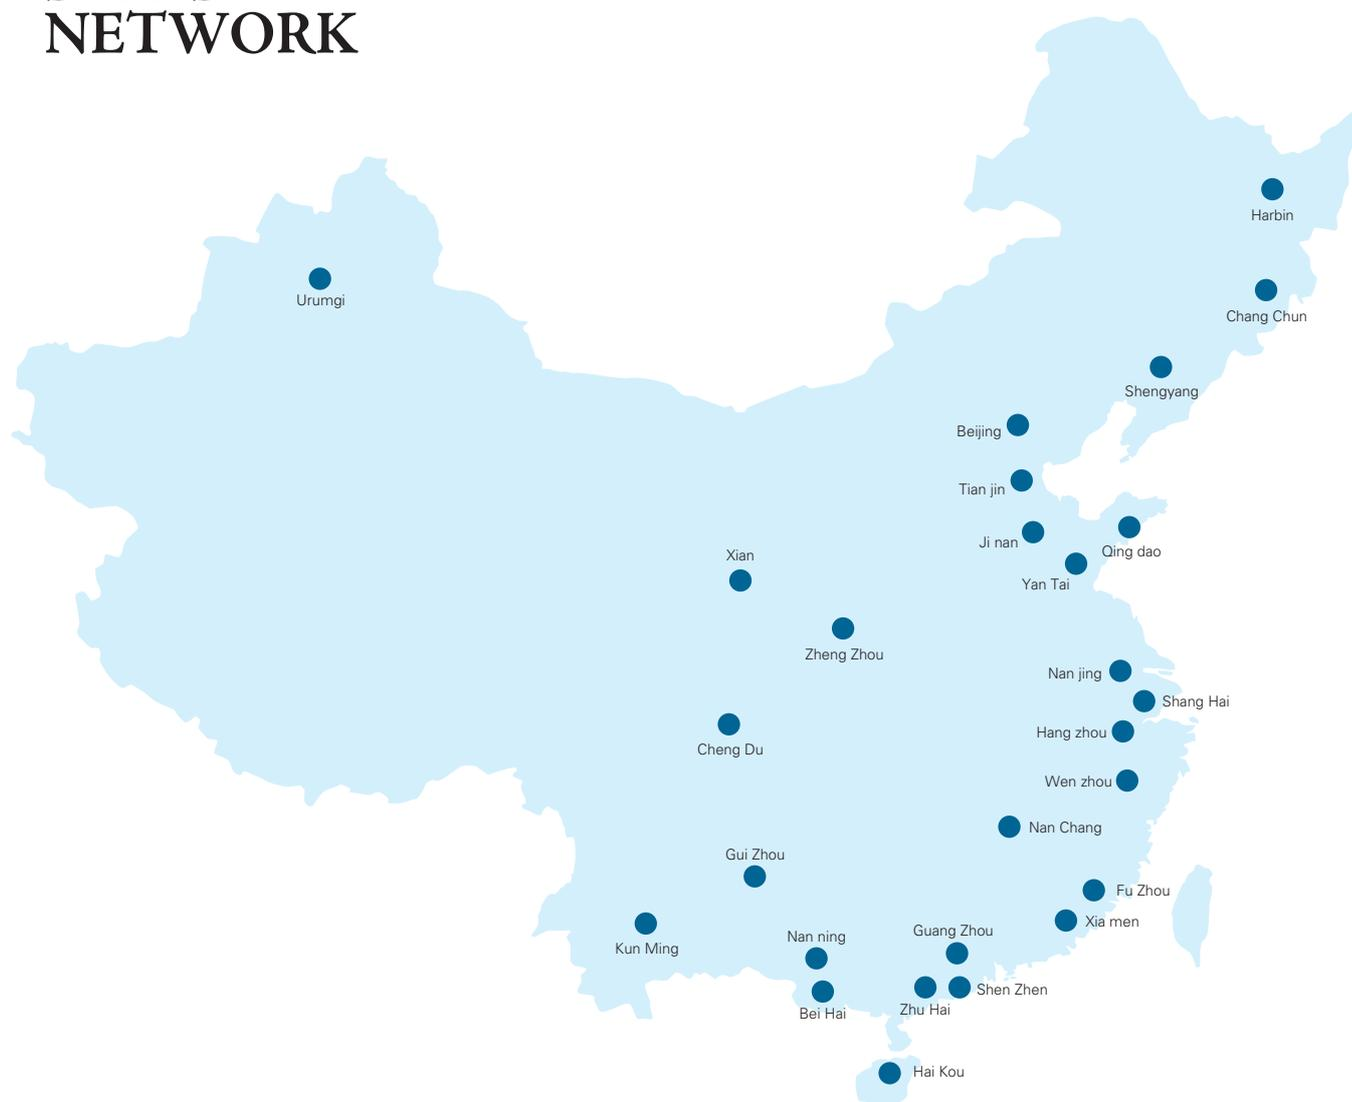 NETWORK
Harbin
Urumgi
Chang Chun
Shengyang
Beijing
Tian jin
Ji nan
Qing dao
Xian
Yan Tai
Zheng Zhou
Nan jing
Shang Hai
Hang zhou
Cheng Du
Wen zhou
Nan Chang
Gui Zhou
Fu Zhou
Xia men
Guang Zhou
Nan ning
Kun Ming
Shen Zhen
Zhu Hai
Bei Hai
Hai Kou